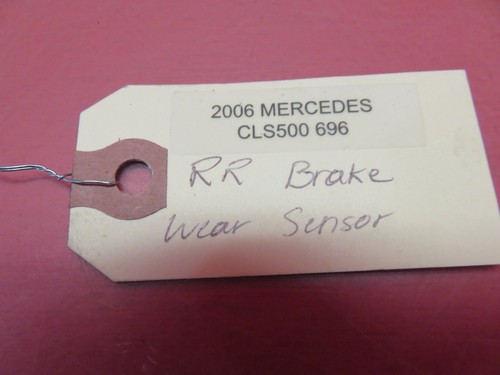 2006 MERCEDES
CLS500 696
RR Brake
Wear Sensor